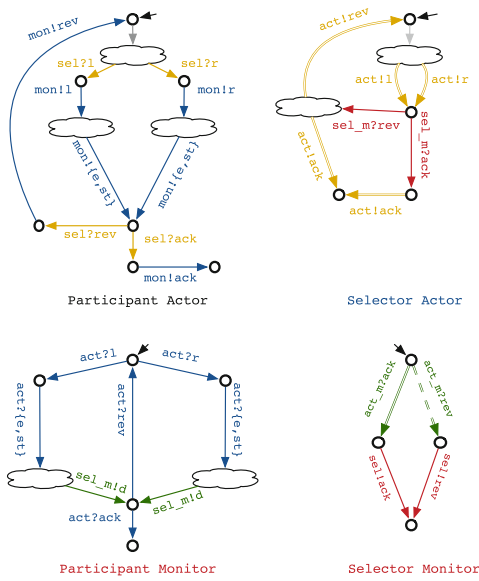 mon!rev
act!rev
sel?l
sel?r
mon!l
mon!r
act!l
act!r
mon!{e,st}
mon!{e,st}
sel_m?rev
sel_m?ack
act!ack
sel?rev
sel?ack
act!ack
mon!ack
Participant Actor
Selector Actor
act?l
act?r
act?{e,st}
act?rev
act?{e,st}
act_m?ack
act_m?rev
sel_m!d
sel_m!d
act?ack
sel!ack
sel!rev
Participant Monitor
Selector Monitor